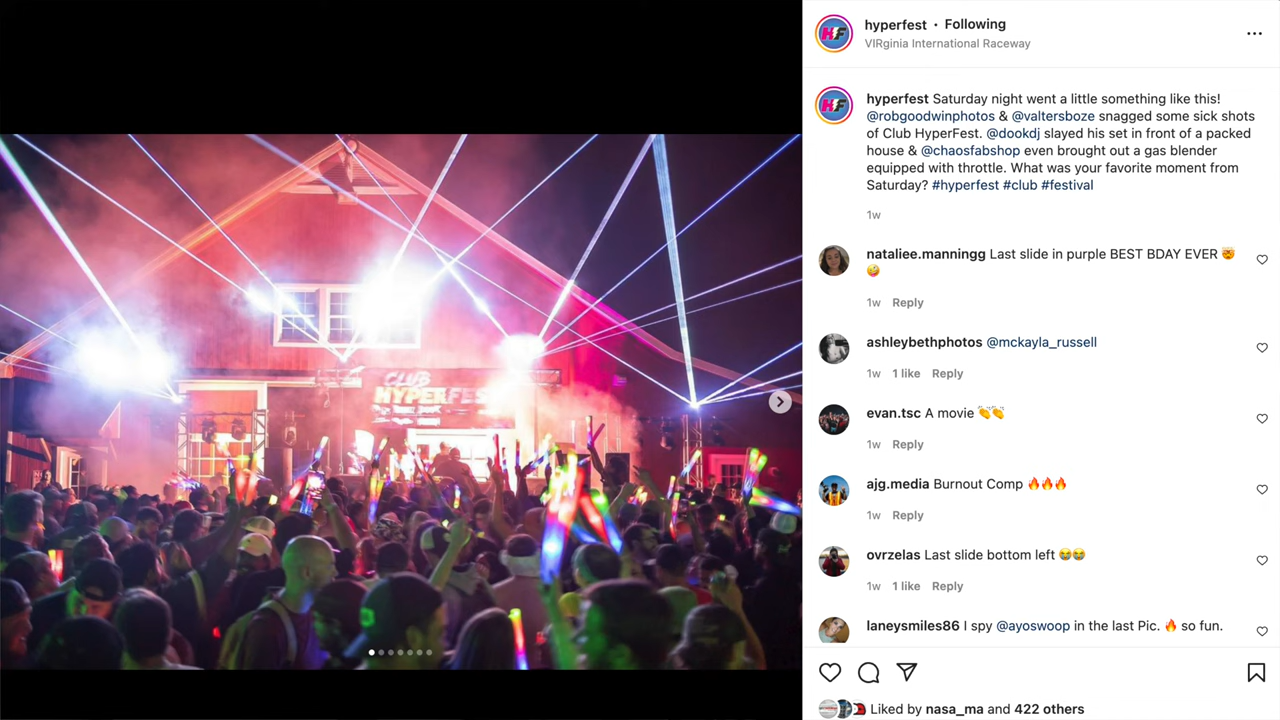 CLUB
HYPERFES
HF
hyperfest • Following
VIRginia International Raceway
HF
hyperfest Saturday night went a little something like this!
@robgoodwinphotos & @valtersboze snagged some sick shots
of Club HyperFest. @dookdj slayed his set in front of a packed
house & @chaosfabshop even brought out a gas blender
equipped with throttle. What was your favorite moment from
Saturday? #hyperfest #club #festival
1w
nataliee.manningg Last slide in purple BEST BDAY EVER 🤯
🤪
1w Reply
ashleybethphotos @mckayla_russell
1w 1 like Reply
evan.tsc A movie 👏👏
1w Reply
ajg.media Burnout Comp 🔥🔥🔥
1w Reply
ovrzelas Last slide bottom left 😭😭
1w 1 like Reply
laneysmiles86 I spy @ayoswoop in the last Pic. 🔥 so fun.
Liked by nasa_ma and 422 others